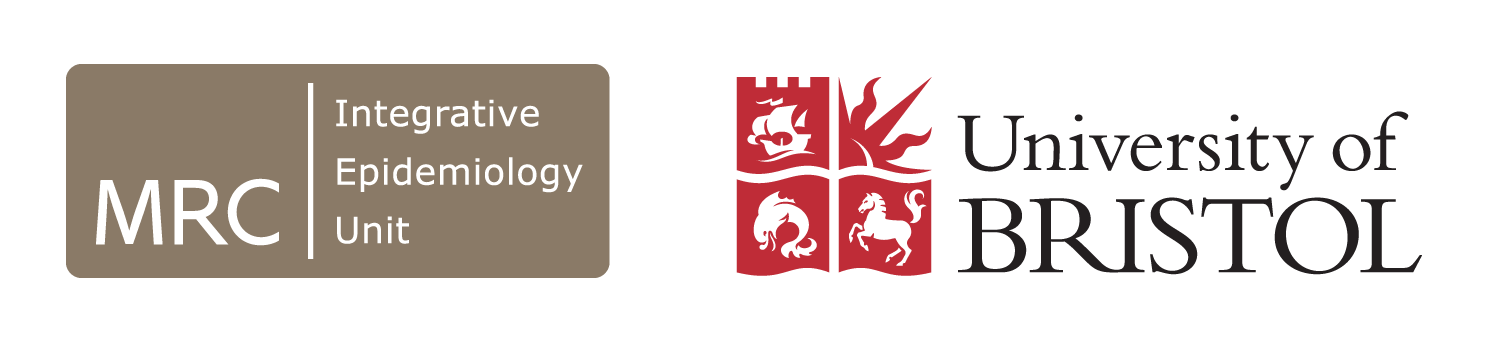 MRC
Integrative
Epidemiology
Unit
University of
BRISTOL